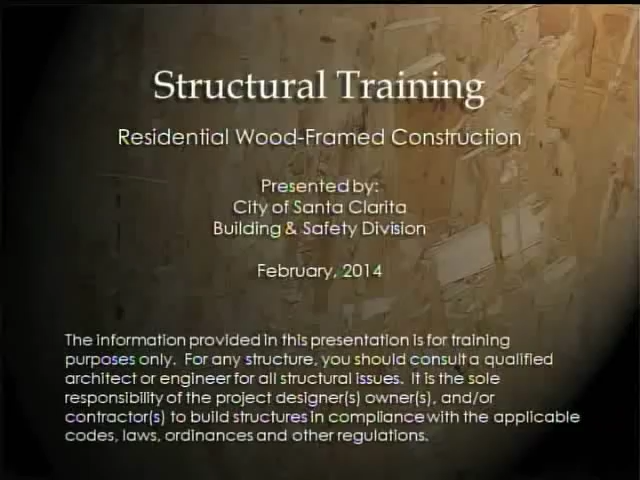 Structural Training
Residential Wood-Framed Construction
Presented by:
City of Santa Clarita
Building & Safety Division
February, 2014
The information provided in this presentation is for training
purposes only. For any structure, you should consult a qualified
architect or engineer for all structural issues. It is the sole
responsibility of the project designer(s) owner(s), and/or
contractor(s) to build structures in compliance with the applicable
codes, laws, ordinances and other regulations.